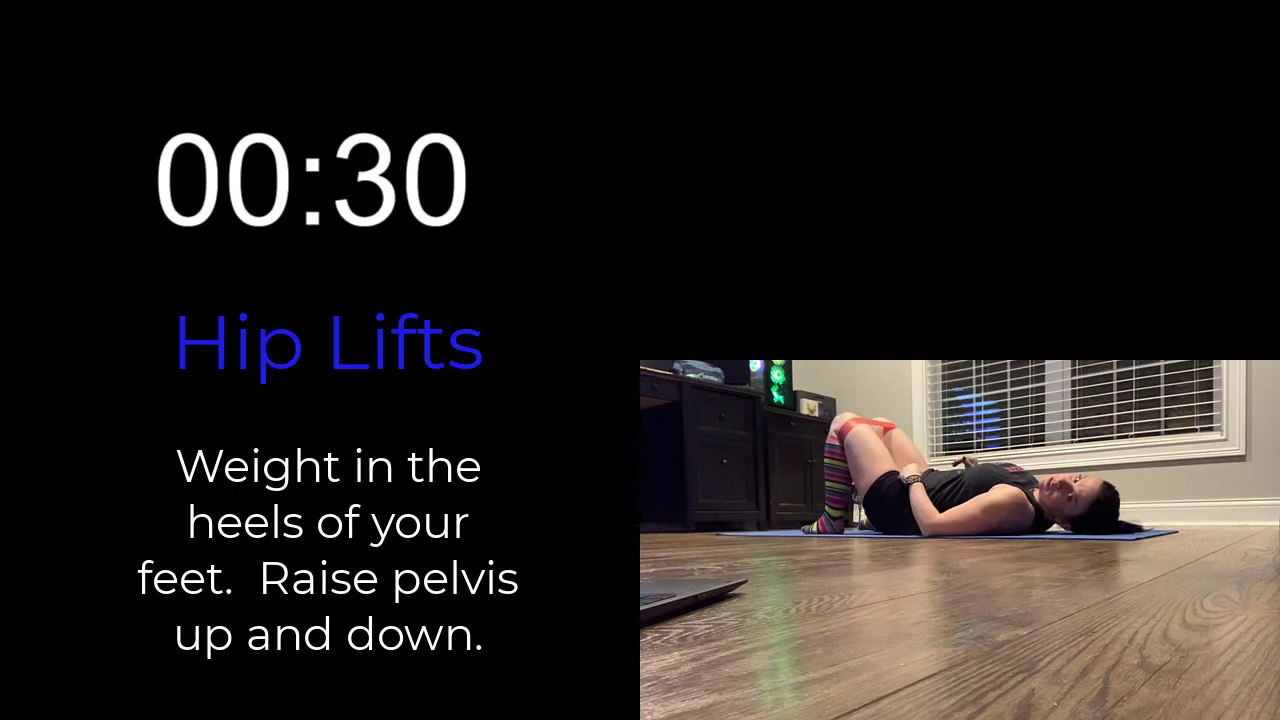 00:30
Hip Lifts
Weight in the
heels of your
feet.  Raise pelvis
up and down.